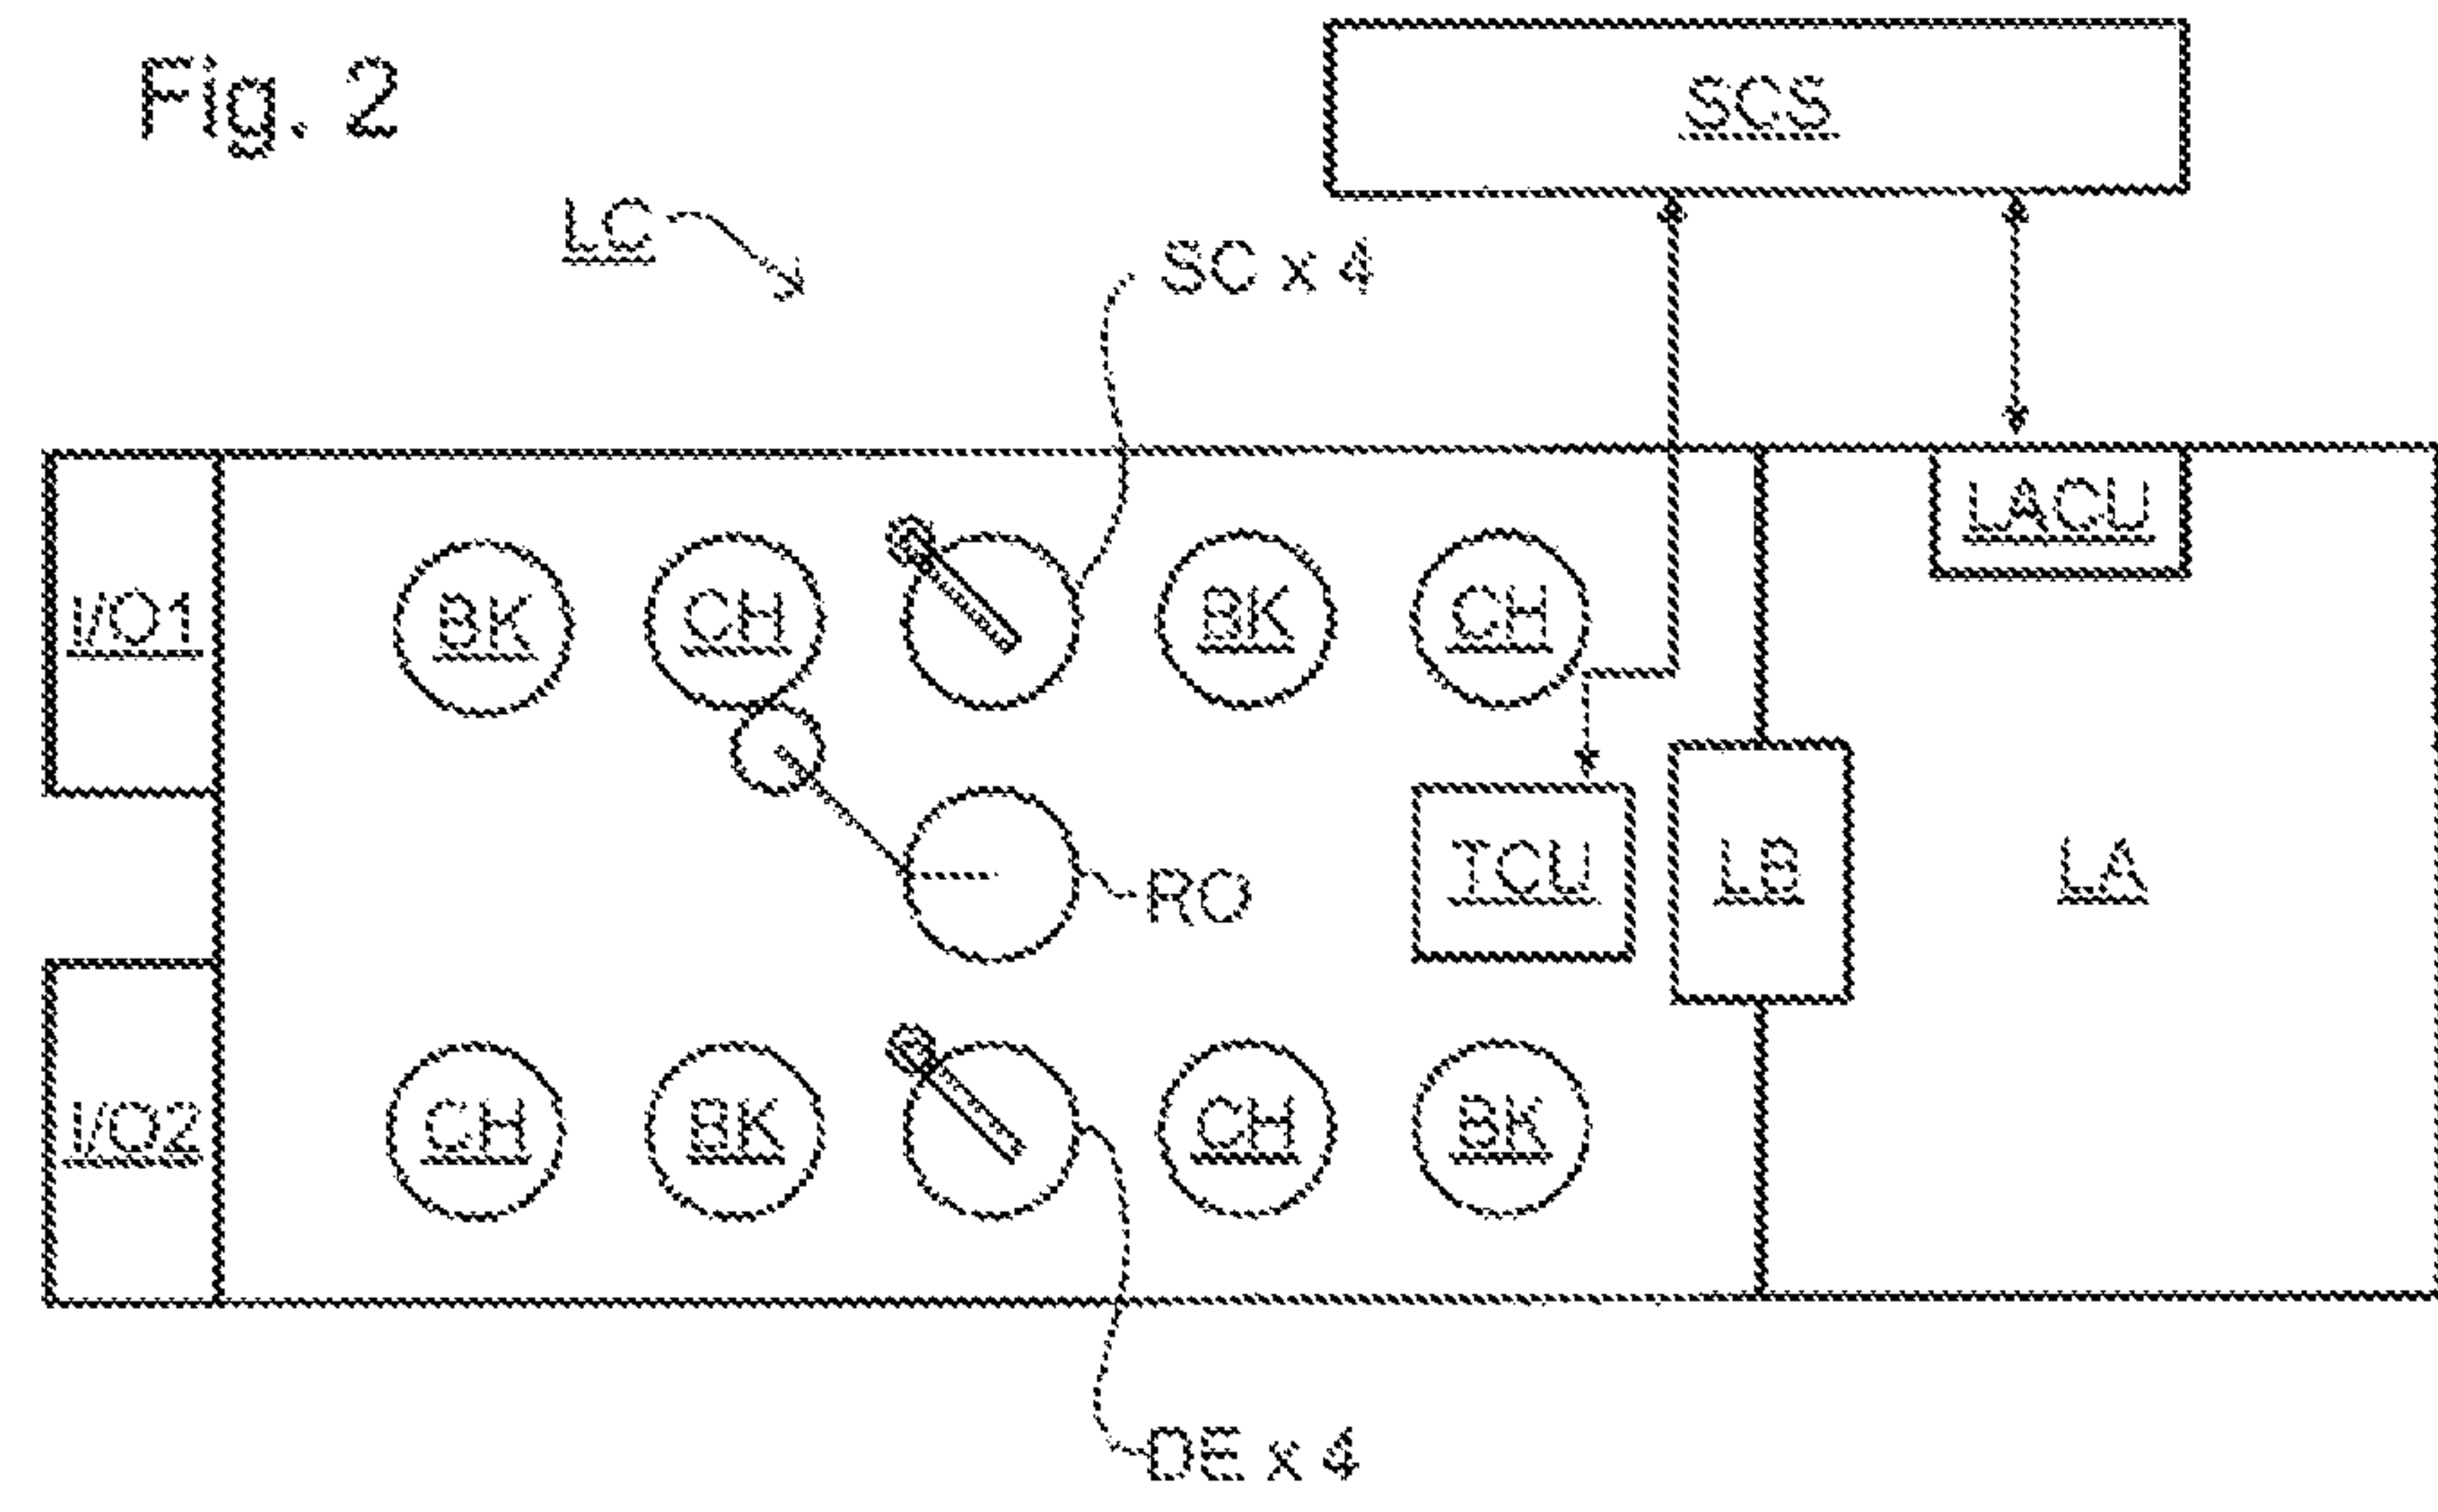 Fig. 2
SCS
LC
SC x 4
LACU
I/O1
BK
CH
BK
CH
RO
TCU
LB
LA
I/O2
CH
BK
CH
BK
DE x 4